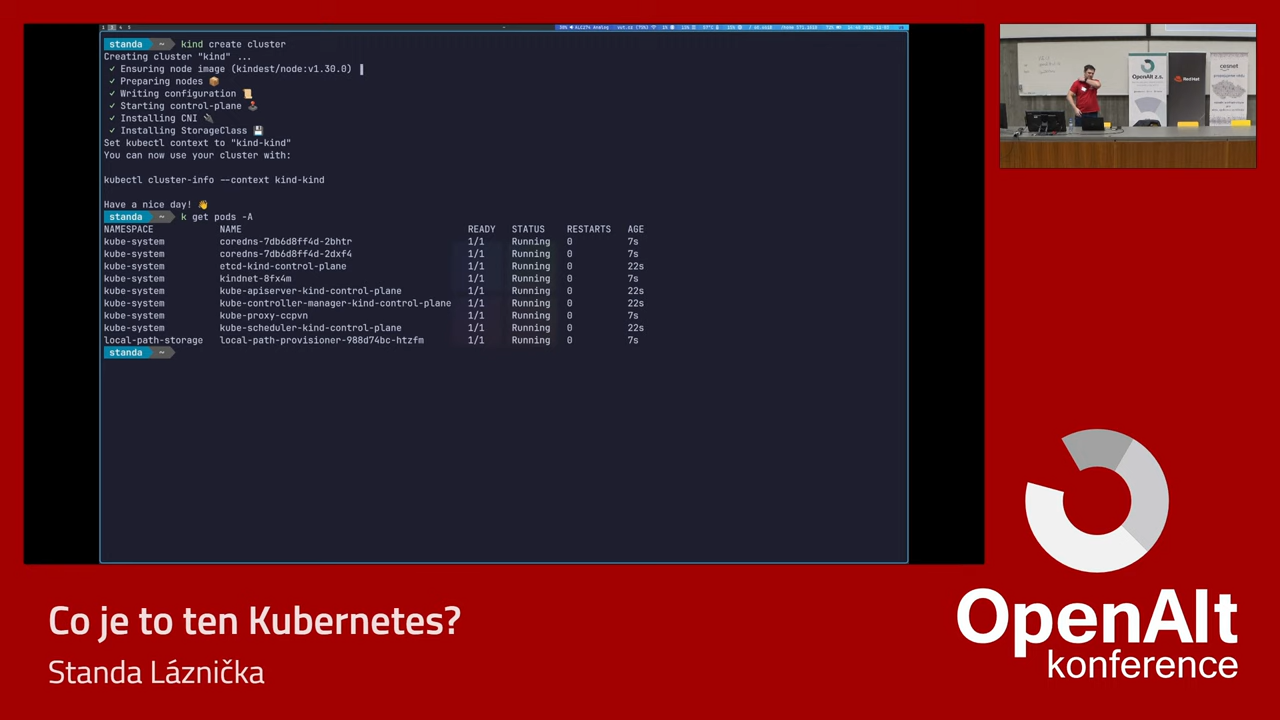 standa ~ kind create cluster
Creating cluster "kind" ...
✓ Ensuring node image (kindest/node:v1.30.0)
✓ Preparing nodes 📦
✓ Writing configuration 📜
✓ Starting control-plane 🕹️
✓ Installing CNI 🔌
✓ Installing StorageClass 💾
Set kubectl context to "kind-kind"
You can now use your cluster with:
kubectl cluster-info --context kind-kind
Have a nice day! 👋
standa ~ k get pods -A
NAMESPACE NAME READY STATUS RESTARTS AGE
kube-system coredns-7db6d8ff4d-2bhtr 1/1 Running 0 7s
kube-system coredns-7db6d8ff4d-2dxf4 1/1 Running 0 7s
kube-system etcd-kind-control-plane 1/1 Running 0 22s
kube-system kindnet-8fx4m 1/1 Running 0 7s
kube-system kube-apiserver-kind-control-plane 1/1 Running 0 22s
kube-system kube-controller-manager-kind-control-plane 1/1 Running 0 22s
kube-system kube-proxy-ccpvn 1/1 Running 0 7s
kube-system kube-scheduler-kind-control-plane 1/1 Running 0 22s
local-path-storage local-path-provisioner-988d74bc-htzfm 1/1 Running 0 7s
standa ~
OpenAlt z.s.
Red Hat
cesnet
Co je to ten Kubernetes?
Standa Láznička
OpenAlt
konference